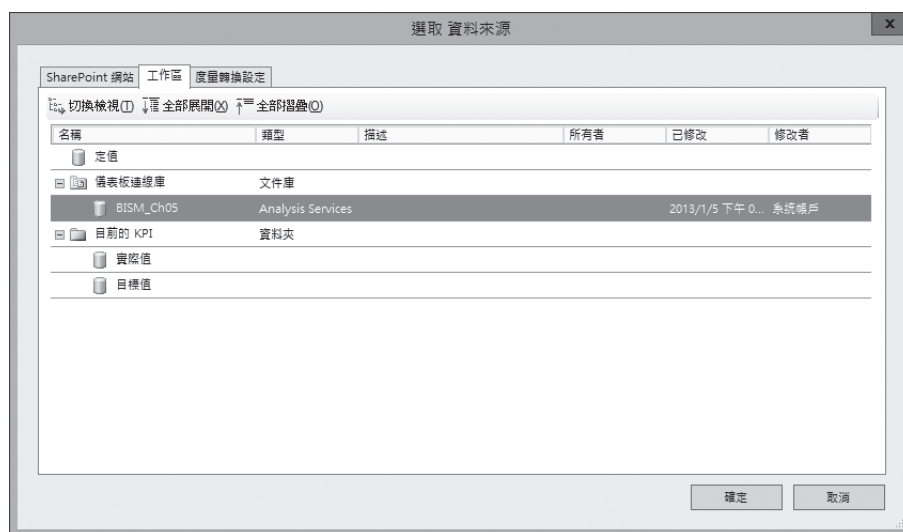 選取 資料來源
x
SharePoint 網站 工作區 度量轉換設定
切換檢視(T) 全部展開(X) 全部摺疊(O)
名稱 類型 描述 所有者 已修改 修改者
定值
儀表板連線庫 文件庫
BISM_Ch05 Analysis Services 2013/1/5 下午 0... 系統帳戶
目前的 KPI 資料夾
實際值
目標值
確定 取消